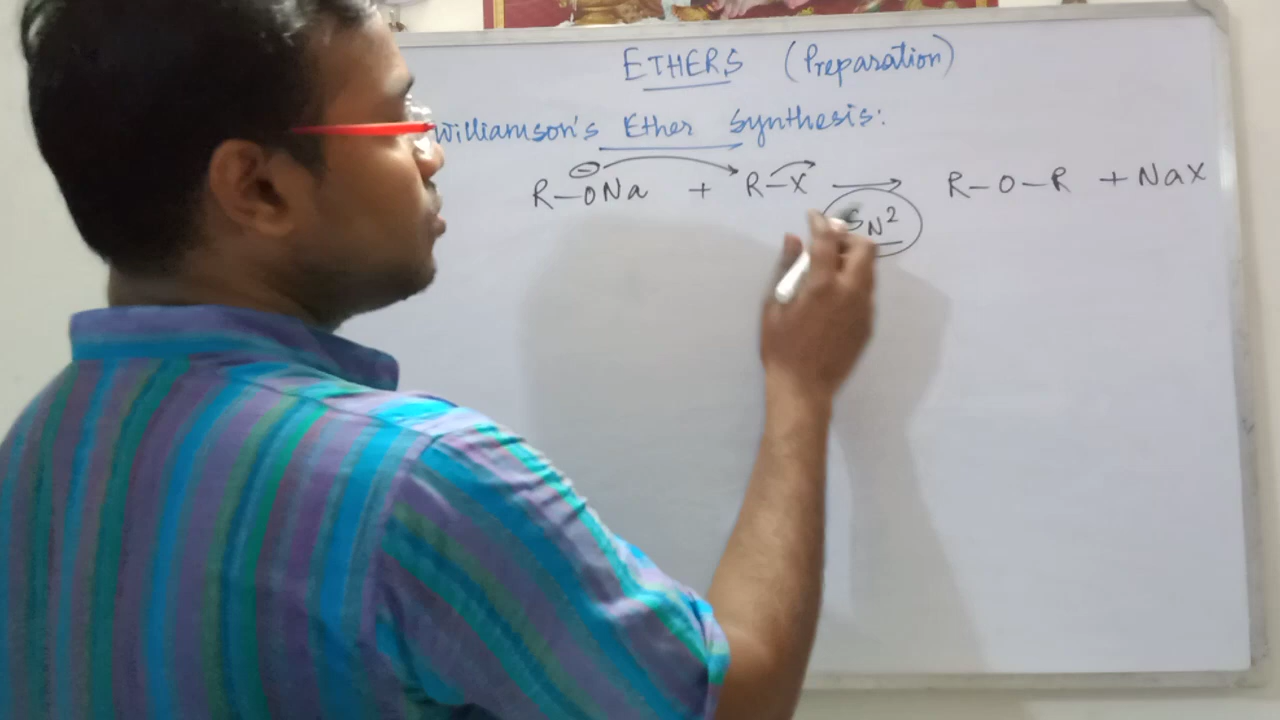 ETHERS (Preparation)
Williamson's Ether Synthesis:
⊖
R–ONa + R–X → R–O–R + NaX
SN2